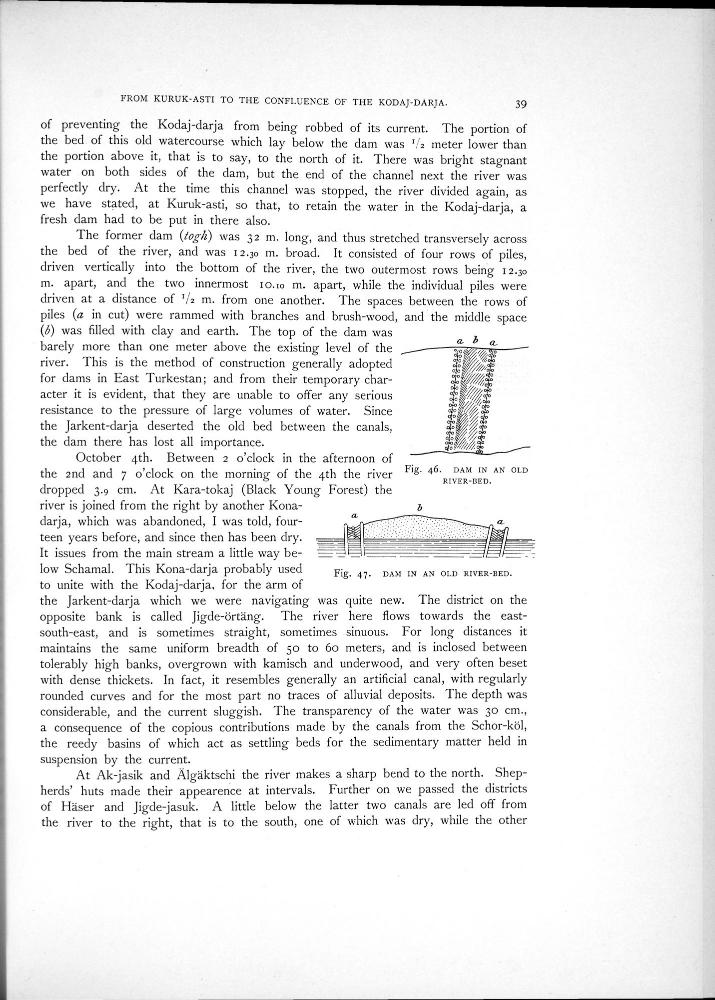 FROM KURUK-ASTI TO THE CONFLUENCE OF THE KODAJ-DARJA. 39
of preventing the Kodaj-darja from being robbed of its current. The portion of
the bed of this old watercourse which lay below the dam was 1/2 meter lower than
the portion above it, that is to say, to the north of it. There was bright stagnant
water on both sides of the dam, but the end of the channel next the river was
perfectly dry. At the time this channel was stopped, the river divided again, as
we have stated, at Kuruk-asti, so that, to retain the water in the Kodaj-darja, a
fresh dam had to be put in there also.
The former dam (togh) was 32 m. long, and thus stretched transversely across
the bed of the river, and was 12.30 m. broad. It consisted of four rows of piles,
driven vertically into the bottom of the river, the two outermost rows being 12.30
m. apart, and the two innermost 10.10 m. apart, while the individual piles were
driven at a distance of 1/2 m. from one another. The spaces between the rows of
piles (a in cut) were rammed with branches and brush-wood, and the middle space
(b) was filled with clay and earth. The top of the dam was
barely more than one meter above the existing level of the
river. This is the method of construction generally adopted
for dams in East Turkestan; and from their temporary char-
acter it is evident, that they are unable to offer any serious
resistance to the pressure of large volumes of water. Since
the Jarkent-darja deserted the old bed between the canals,
the dam there has lost all importance.
a b a
Fig. 46. DAM IN AN OLD
RIVER-BED.
October 4th. Between 2 o'clock in the afternoon of
the 2nd and 7 o'clock on the morning of the 4th the river
dropped 3.9 cm. At Kara-tokaj (Black Young Forest) the
river is joined from the right by another Kona-
darja, which was abandoned, I was told, four-
teen years before, and since then has been dry.
It issues from the main stream a little way be-
low Schamal. This Kona-darja probably used
to unite with the Kodaj-darja, for the arm of
a b a
Fig. 47. DAM IN AN OLD RIVER-BED.
the Jarkent-darja which we were navigating was quite new. The district on the
opposite bank is called Jigde-örtäng. The river here flows towards the east-
south-east, and is sometimes straight, sometimes sinuous. For long distances it
maintains the same uniform breadth of 50 to 60 meters, and is inclosed between
tolerably high banks, overgrown with kamisch and underwood, and very often beset
with dense thickets. In fact, it resembles generally an artificial canal, with regularly
rounded curves and for the most part no traces of alluvial deposits. The depth was
considerable, and the current sluggish. The transparency of the water was 30 cm.,
a consequence of the copious contributions made by the canals from the Schor-köl,
the reedy basins of which act as settling beds for the sedimentary matter held in
suspension by the current.
At Ak-jasik and Älgäktschi the river makes a sharp bend to the north. Shep-
herds' huts made their appearence at intervals. Further on we passed the districts
of Häser and Jigde-jasuk. A little below the latter two canals are led off from
the river to the right, that is to the south, one of which was dry, while the other